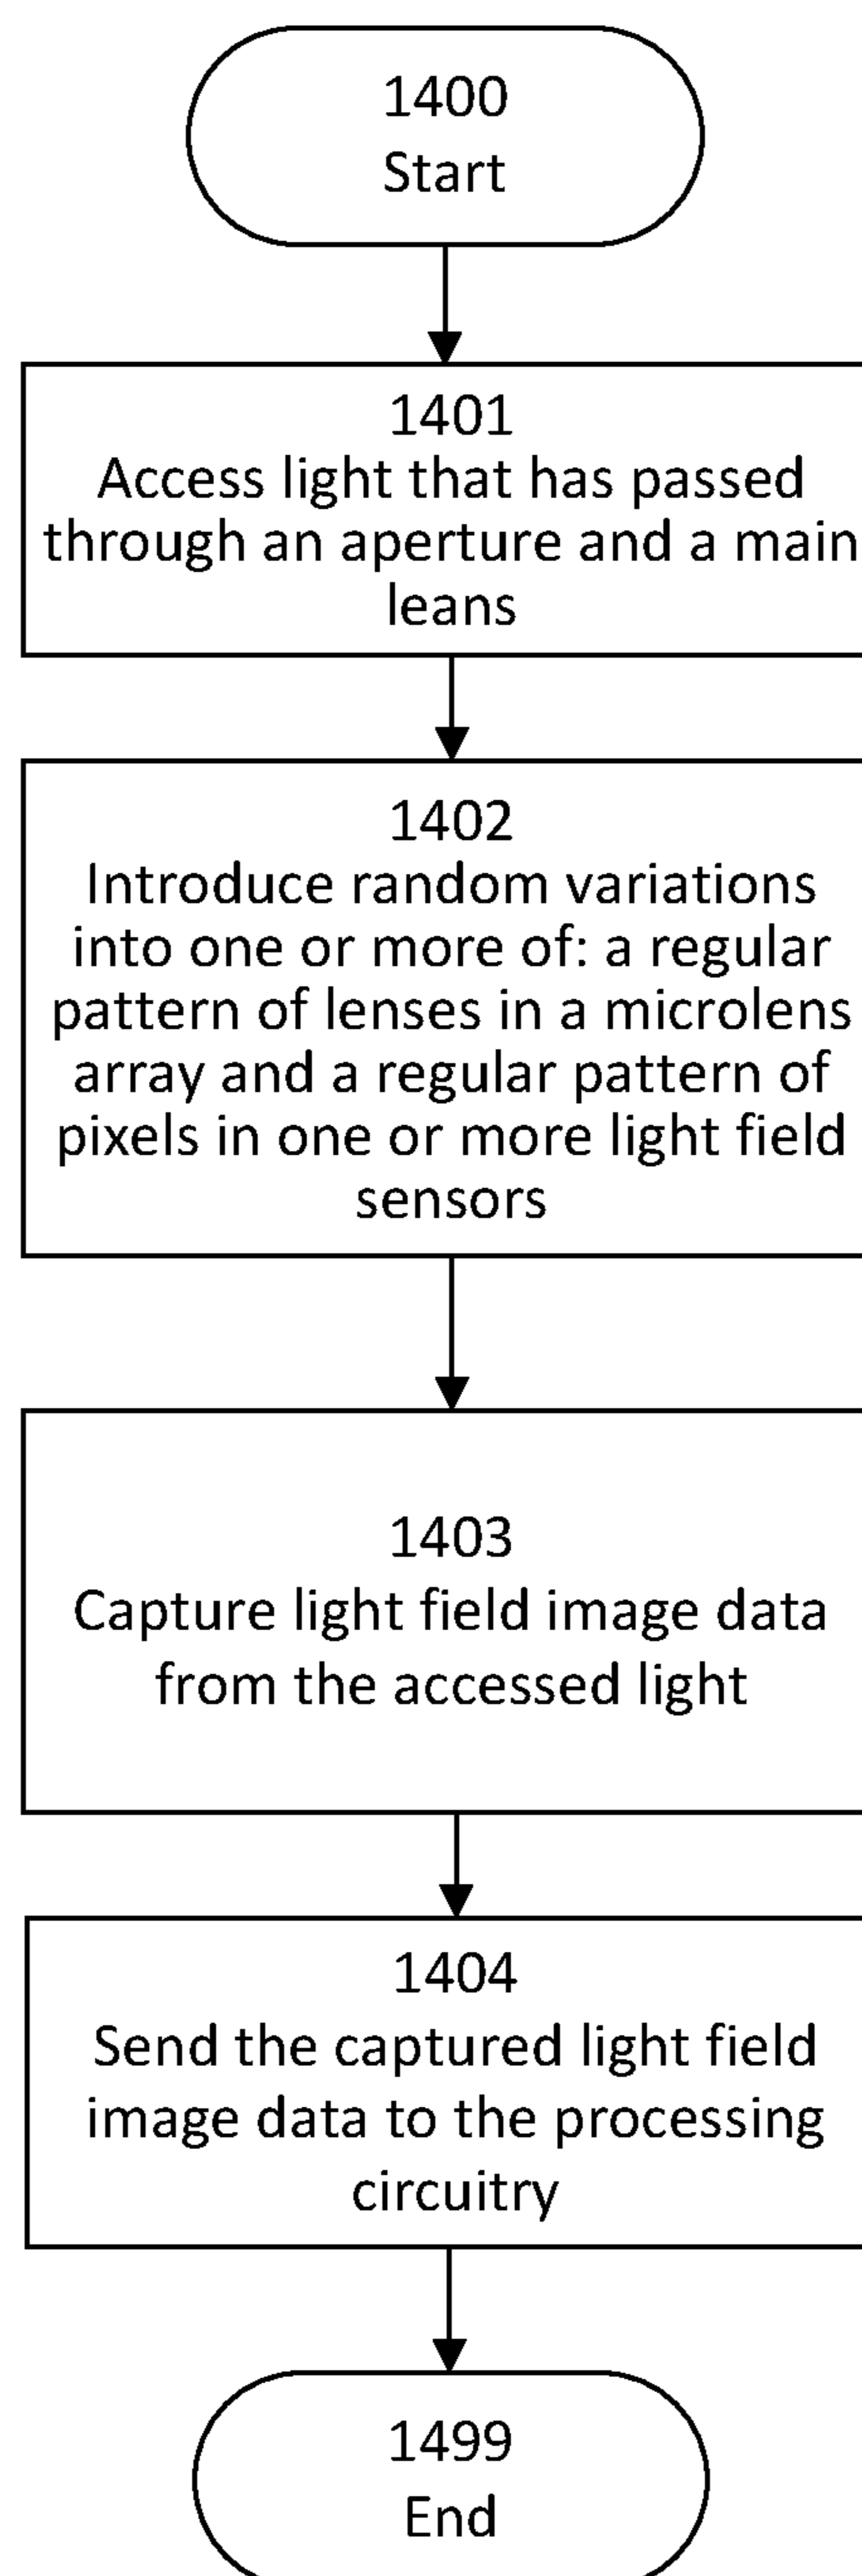 1400
Start
1401
Access light that has passed
through an aperture and a main
leans
1402
Introduce random variations
into one or more of: a regular
pattern of lenses in a microlens
array and a regular pattern of
pixels in one or more light field
sensors
1403
Capture light field image data
from the accessed light
1404
Send the captured light field
image data to the processing
circuitry
1499
End